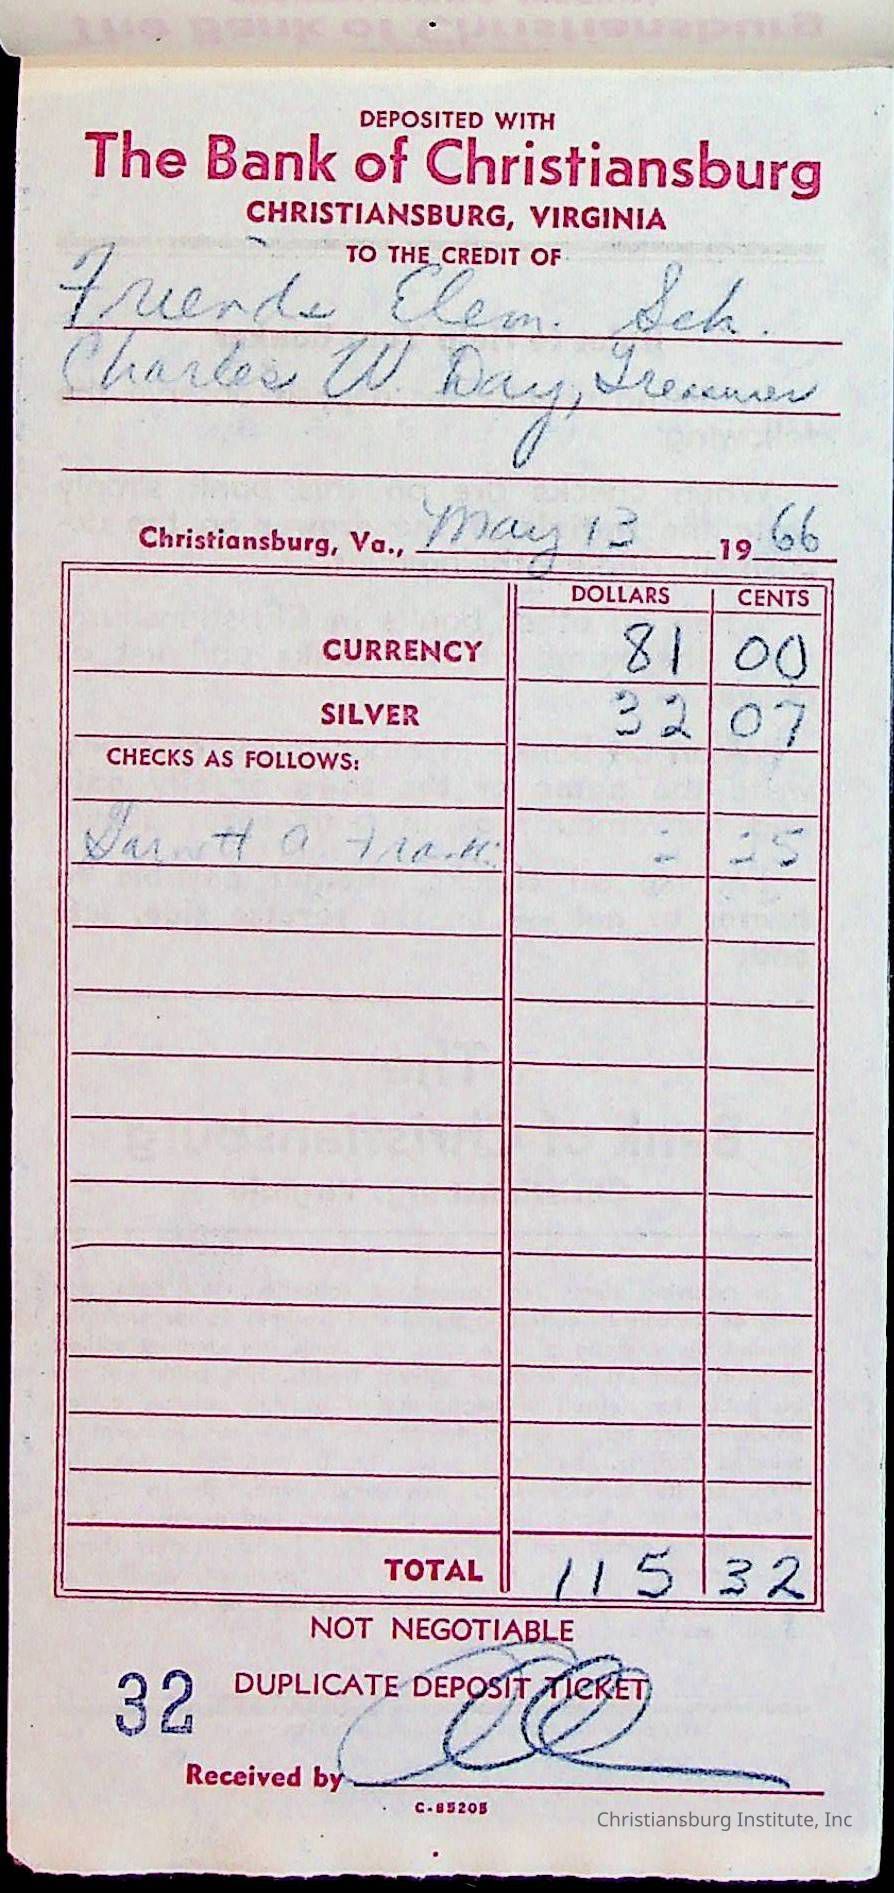 DEPOSITED WITH
The Bank of Christiansburg
CHRISTIANSBURG, VIRGINIA
TO THE CREDIT OF
Friends Elem. Sch.
Charles W. Day, Treasurer
Christiansburg, Va., May 13 1966
DOLLARS CENTS
CURRENCY 81 00
SILVER 32 07
CHECKS AS FOLLOWS:
A. 25
TOTAL 115 32
NOT NEGOTIABLE
32 DUPLICATE DEPOSIT TICKET
Received by
C-85205
Christiansburg Institute, Inc